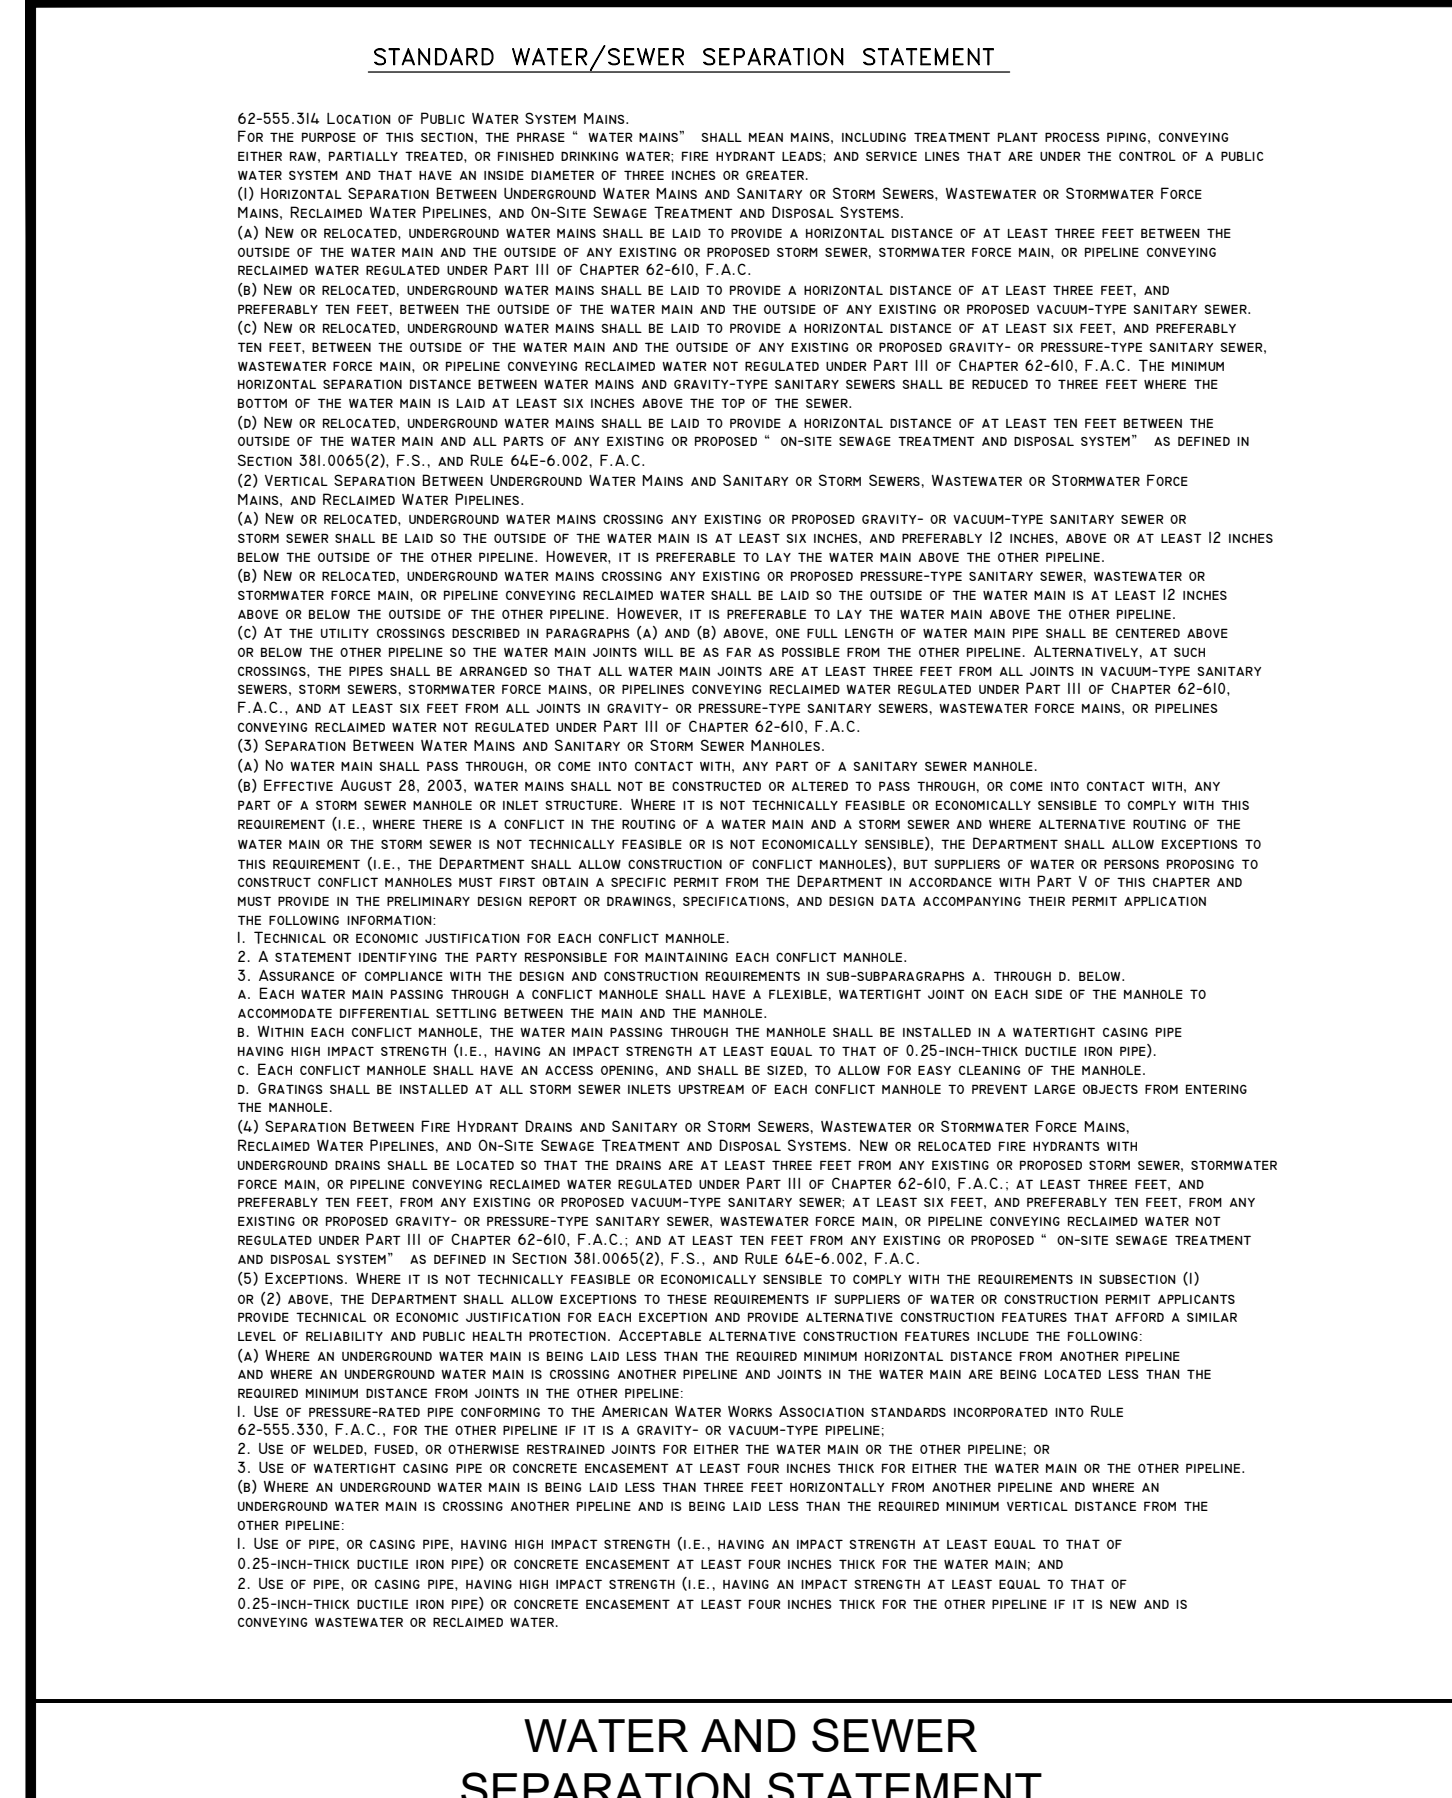 STANDARD WATER/SEWER SEPARATION STATEMENT
62-555.314 LOCATION OF PUBLIC WATER SYSTEM MAINS.
FOR THE PURPOSE OF THIS SECTION, THE PHRASE “ WATER MAINS” SHALL MEAN MAINS, INCLUDING TREATMENT PLANT PROCESS PIPING, CONVEYING
EITHER RAW, PARTIALLY TREATED, OR FINISHED DRINKING WATER; FIRE HYDRANT LEADS; AND SERVICE LINES THAT ARE UNDER THE CONTROL OF A PUBLIC
WATER SYSTEM AND THAT HAVE AN INSIDE DIAMETER OF THREE INCHES OR GREATER.
(1) HORIZONTAL SEPARATION BETWEEN UNDERGROUND WATER MAINS AND SANITARY OR STORM SEWERS, WASTEWATER OR STORMWATER FORCE
MAINS, RECLAIMED WATER PIPELINES, AND ON-SITE SEWAGE TREATMENT AND DISPOSAL SYSTEMS.
(A) NEW OR RELOCATED, UNDERGROUND WATER MAINS SHALL BE LAID TO PROVIDE A HORIZONTAL DISTANCE OF AT LEAST THREE FEET BETWEEN THE
OUTSIDE OF THE WATER MAIN AND THE OUTSIDE OF ANY EXISTING OR PROPOSED STORM SEWER, STORMWATER FORCE MAIN, OR PIPELINE CONVEYING
RECLAIMED WATER REGULATED UNDER PART III OF CHAPTER 62-610, F.A.C.
(B) NEW OR RELOCATED, UNDERGROUND WATER MAINS SHALL BE LAID TO PROVIDE A HORIZONTAL DISTANCE OF AT LEAST THREE FEET, AND
PREFERABLY TEN FEET, BETWEEN THE OUTSIDE OF THE WATER MAIN AND THE OUTSIDE OF ANY EXISTING OR PROPOSED VACUUM-TYPE SANITARY SEWER.
(C) NEW OR RELOCATED, UNDERGROUND WATER MAINS SHALL BE LAID TO PROVIDE A HORIZONTAL DISTANCE OF AT LEAST SIX FEET, AND PREFERABLY
TEN FEET, BETWEEN THE OUTSIDE OF THE WATER MAIN AND THE OUTSIDE OF ANY EXISTING OR PROPOSED GRAVITY- OR PRESSURE-TYPE SANITARY SEWER,
WASTEWATER FORCE MAIN, OR PIPELINE CONVEYING RECLAIMED WATER NOT REGULATED UNDER PART III OF CHAPTER 62-610, F.A.C. THE MINIMUM
HORIZONTAL SEPARATION DISTANCE BETWEEN WATER MAINS AND GRAVITY-TYPE SANITARY SEWERS SHALL BE REDUCED TO THREE FEET WHERE THE
BOTTOM OF THE WATER MAIN IS LAID AT LEAST SIX INCHES ABOVE THE TOP OF THE SEWER.
(D) NEW OR RELOCATED, UNDERGROUND WATER MAINS SHALL BE LAID TO PROVIDE A HORIZONTAL DISTANCE OF AT LEAST TEN FEET BETWEEN THE
OUTSIDE OF THE WATER MAIN AND ALL PARTS OF ANY EXISTING OR PROPOSED “ ON-SITE SEWAGE TREATMENT AND DISPOSAL SYSTEM” AS DEFINED IN
SECTION 381.0065(2), F.S., AND RULE 64E-6.002, F.A.C.
(2) VERTICAL SEPARATION BETWEEN UNDERGROUND WATER MAINS AND SANITARY OR STORM SEWERS, WASTEWATER OR STORMWATER FORCE
MAINS, AND RECLAIMED WATER PIPELINES.
(A) NEW OR RELOCATED, UNDERGROUND WATER MAINS CROSSING ANY EXISTING OR PROPOSED GRAVITY- OR VACUUM-TYPE SANITARY SEWER OR
STORM SEWER SHALL BE LAID SO THE OUTSIDE OF THE WATER MAIN IS AT LEAST SIX INCHES, AND PREFERABLY 12 INCHES, ABOVE OR AT LEAST 12 INCHES
BELOW THE OUTSIDE OF THE OTHER PIPELINE. HOWEVER, IT IS PREFERABLE TO LAY THE WATER MAIN ABOVE THE OTHER PIPELINE.
(B) NEW OR RELOCATED, UNDERGROUND WATER MAINS CROSSING ANY EXISTING OR PROPOSED PRESSURE-TYPE SANITARY SEWER, WASTEWATER OR
STORMWATER FORCE MAIN, OR PIPELINE CONVEYING RECLAIMED WATER SHALL BE LAID SO THE OUTSIDE OF THE WATER MAIN IS AT LEAST 12 INCHES
ABOVE OR BELOW THE OUTSIDE OF THE OTHER PIPELINE. HOWEVER, IT IS PREFERABLE TO LAY THE WATER MAIN ABOVE THE OTHER PIPELINE.
(C) AT THE UTILITY CROSSINGS DESCRIBED IN PARAGRAPHS (A) AND (B) ABOVE, ONE FULL LENGTH OF WATER MAIN PIPE SHALL BE CENTERED ABOVE
OR BELOW THE OTHER PIPELINE SO THE WATER MAIN JOINTS WILL BE AS FAR AS POSSIBLE FROM THE OTHER PIPELINE. ALTERNATIVELY, AT SUCH
CROSSINGS, THE PIPES SHALL BE ARRANGED SO THAT ALL WATER MAIN JOINTS ARE AT LEAST THREE FEET FROM ALL JOINTS IN VACUUM-TYPE SANITARY
SEWERS, STORM SEWERS, STORMWATER FORCE MAINS, OR PIPELINES CONVEYING RECLAIMED WATER REGULATED UNDER PART III OF CHAPTER 62-610,
F.A.C., AND AT LEAST SIX FEET FROM ALL JOINTS IN GRAVITY- OR PRESSURE-TYPE SANITARY SEWERS, WASTEWATER FORCE MAINS, OR PIPELINES
CONVEYING RECLAIMED WATER NOT REGULATED UNDER PART III OF CHAPTER 62-610, F.A.C.
(3) SEPARATION BETWEEN WATER MAINS AND SANITARY OR STORM SEWER MANHOLES.
(A) NO WATER MAIN SHALL PASS THROUGH, OR COME INTO CONTACT WITH, ANY PART OF A SANITARY SEWER MANHOLE.
(B) EFFECTIVE AUGUST 28, 2003, WATER MAINS SHALL NOT BE CONSTRUCTED OR ALTERED TO PASS THROUGH, OR COME INTO CONTACT WITH, ANY
PART OF A STORM SEWER MANHOLE OR INLET STRUCTURE. WHERE IT IS NOT TECHNICALLY FEASIBLE OR ECONOMICALLY SENSIBLE TO COMPLY WITH THIS
REQUIREMENT (I.E., WHERE THERE IS A CONFLICT IN THE ROUTING OF A WATER MAIN AND A STORM SEWER AND WHERE ALTERNATIVE ROUTING OF THE
WATER MAIN OR THE STORM SEWER IS NOT TECHNICALLY FEASIBLE OR IS NOT ECONOMICALLY SENSIBLE), THE DEPARTMENT SHALL ALLOW EXCEPTIONS TO
THIS REQUIREMENT (I.E., THE DEPARTMENT SHALL ALLOW CONSTRUCTION OF CONFLICT MANHOLES), BUT SUPPLIERS OF WATER OR PERSONS PROPOSING TO
CONSTRUCT CONFLICT MANHOLES MUST FIRST OBTAIN A SPECIFIC PERMIT FROM THE DEPARTMENT IN ACCORDANCE WITH PART V OF THIS CHAPTER AND
MUST PROVIDE IN THE PRELIMINARY DESIGN REPORT OR DRAWINGS, SPECIFICATIONS, AND DESIGN DATA ACCOMPANYING THEIR PERMIT APPLICATION
THE FOLLOWING INFORMATION:
1. TECHNICAL OR ECONOMIC JUSTIFICATION FOR EACH CONFLICT MANHOLE.
2. A STATEMENT IDENTIFYING THE PARTY RESPONSIBLE FOR MAINTAINING EACH CONFLICT MANHOLE.
3. ASSURANCE OF COMPLIANCE WITH THE DESIGN AND CONSTRUCTION REQUIREMENTS IN SUB-SUBPARAGRAPHS A. THROUGH D. BELOW.
A. EACH WATER MAIN PASSING THROUGH A CONFLICT MANHOLE SHALL HAVE A FLEXIBLE, WATERTIGHT JOINT ON EACH SIDE OF THE MANHOLE TO
ACCOMMODATE DIFFERENTIAL SETTLING BETWEEN THE MAIN AND THE MANHOLE.
B. WITHIN EACH CONFLICT MANHOLE, THE WATER MAIN PASSING THROUGH THE MANHOLE SHALL BE INSTALLED IN A WATERTIGHT CASING PIPE
HAVING HIGH IMPACT STRENGTH (I.E., HAVING AN IMPACT STRENGTH AT LEAST EQUAL TO THAT OF 0.25-INCH-THICK DUCTILE IRON PIPE).
C. EACH CONFLICT MANHOLE SHALL HAVE AN ACCESS OPENING, AND SHALL BE SIZED, TO ALLOW FOR EASY CLEANING OF THE MANHOLE.
D. GRATINGS SHALL BE INSTALLED AT ALL STORM SEWER INLETS UPSTREAM OF EACH CONFLICT MANHOLE TO PREVENT LARGE OBJECTS FROM ENTERING
THE MANHOLE.
(4) SEPARATION BETWEEN FIRE HYDRANT DRAINS AND SANITARY OR STORM SEWERS, WASTEWATER OR STORMWATER FORCE MAINS,
RECLAIMED WATER PIPELINES, AND ON-SITE SEWAGE TREATMENT AND DISPOSAL SYSTEMS. NEW OR RELOCATED FIRE HYDRANTS WITH
UNDERGROUND DRAINS SHALL BE LOCATED SO THAT THE DRAINS ARE AT LEAST THREE FEET FROM ANY EXISTING OR PROPOSED STORM SEWER, STORMWATER
FORCE MAIN, OR PIPELINE CONVEYING RECLAIMED WATER REGULATED UNDER PART III OF CHAPTER 62-610, F.A.C.; AT LEAST THREE FEET, AND
PREFERABLY TEN FEET, FROM ANY EXISTING OR PROPOSED VACUUM-TYPE SANITARY SEWER; AT LEAST SIX FEET, AND PREFERABLY TEN FEET, FROM ANY
EXISTING OR PROPOSED GRAVITY- OR PRESSURE-TYPE SANITARY SEWER, WASTEWATER FORCE MAIN, OR PIPELINE CONVEYING RECLAIMED WATER NOT
REGULATED UNDER PART III OF CHAPTER 62-610, F.A.C.; AND AT LEAST TEN FEET FROM ANY EXISTING OR PROPOSED “ ON-SITE SEWAGE TREATMENT
AND DISPOSAL SYSTEM” AS DEFINED IN SECTION 381.0065(2), F.S., AND RULE 64E-6.002, F.A.C.
(5) EXCEPTIONS. WHERE IT IS NOT TECHNICALLY FEASIBLE OR ECONOMICALLY SENSIBLE TO COMPLY WITH THE REQUIREMENTS IN SUBSECTION (1)
OR (2) ABOVE, THE DEPARTMENT SHALL ALLOW EXCEPTIONS TO THESE REQUIREMENTS IF SUPPLIERS OF WATER OR CONSTRUCTION PERMIT APPLICANTS
PROVIDE TECHNICAL OR ECONOMIC JUSTIFICATION FOR EACH EXCEPTION AND PROVIDE ALTERNATIVE CONSTRUCTION FEATURES THAT AFFORD A SIMILAR
LEVEL OF RELIABILITY AND PUBLIC HEALTH PROTECTION. ACCEPTABLE ALTERNATIVE CONSTRUCTION FEATURES INCLUDE THE FOLLOWING:
(A) WHERE AN UNDERGROUND WATER MAIN IS BEING LAID LESS THAN THE REQUIRED MINIMUM HORIZONTAL DISTANCE FROM ANOTHER PIPELINE
AND WHERE AN UNDERGROUND WATER MAIN IS CROSSING ANOTHER PIPELINE AND JOINTS IN THE WATER MAIN ARE BEING LOCATED LESS THAN THE
REQUIRED MINIMUM DISTANCE FROM JOINTS IN THE OTHER PIPELINE:
1. USE OF PRESSURE-RATED PIPE CONFORMING TO THE AMERICAN WATER WORKS ASSOCIATION STANDARDS INCORPORATED INTO RULE
62-555.330, F.A.C., FOR THE OTHER PIPELINE IF IT IS A GRAVITY- OR VACUUM-TYPE PIPELINE;
2. USE OF WELDED, FUSED, OR OTHERWISE RESTRAINED JOINTS FOR EITHER THE WATER MAIN OR THE OTHER PIPELINE; OR
3. USE OF WATERTIGHT CASING PIPE OR CONCRETE ENCASEMENT AT LEAST FOUR INCHES THICK FOR EITHER THE WATER MAIN OR THE OTHER PIPELINE.
(B) WHERE AN UNDERGROUND WATER MAIN IS BEING LAID LESS THAN THREE FEET HORIZONTALLY FROM ANOTHER PIPELINE AND WHERE AN
UNDERGROUND WATER MAIN IS CROSSING ANOTHER PIPELINE AND IS BEING LAID LESS THAN THE REQUIRED MINIMUM VERTICAL DISTANCE FROM THE
OTHER PIPELINE:
1. USE OF PIPE, OR CASING PIPE, HAVING HIGH IMPACT STRENGTH (I.E., HAVING AN IMPACT STRENGTH AT LEAST EQUAL TO THAT OF
0.25-INCH-THICK DUCTILE IRON PIPE) OR CONCRETE ENCASEMENT AT LEAST FOUR INCHES THICK FOR THE WATER MAIN; AND
2. USE OF PIPE, OR CASING PIPE, HAVING HIGH IMPACT STRENGTH (I.E., HAVING AN IMPACT STRENGTH AT LEAST EQUAL TO THAT OF
0.25-INCH-THICK DUCTILE IRON PIPE) OR CONCRETE ENCASEMENT AT LEAST FOUR INCHES THICK FOR THE OTHER PIPELINE IF IT IS NEW AND IS
CONVEYING WASTEWATER OR RECLAIMED WATER.
WATER AND SEWER
SEPARATION STATEMENT